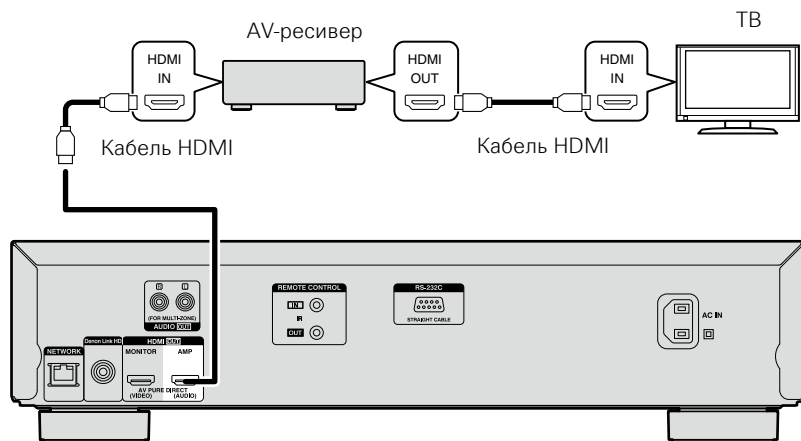 AV-ресивер
ТВ
HDMI
IN
HDMI
OUT
HDMI
IN
Кабель HDMI
Кабель HDMI
R
L
(FOR MULTI-ZONE)
AUDIO OUT
REMOTE CONTROL
IN
IR
OUT
RS-232C
STRAIGHT CABLE
AC IN
NETWORK
Denon Link HD
HDMI OUT
MONITOR
AMP
AV PURE DIRECT
(VIDEO)
(AUDIO)